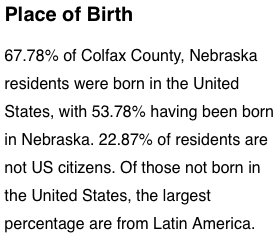 Place of Birth
67.78% of Colfax County, Nebraska
residents were born in the United
States, with 53.78% having been born
in Nebraska. 22.87% of residents are
not US citizens. Of those not born in
the United States, the largest
percentage are from Latin America.